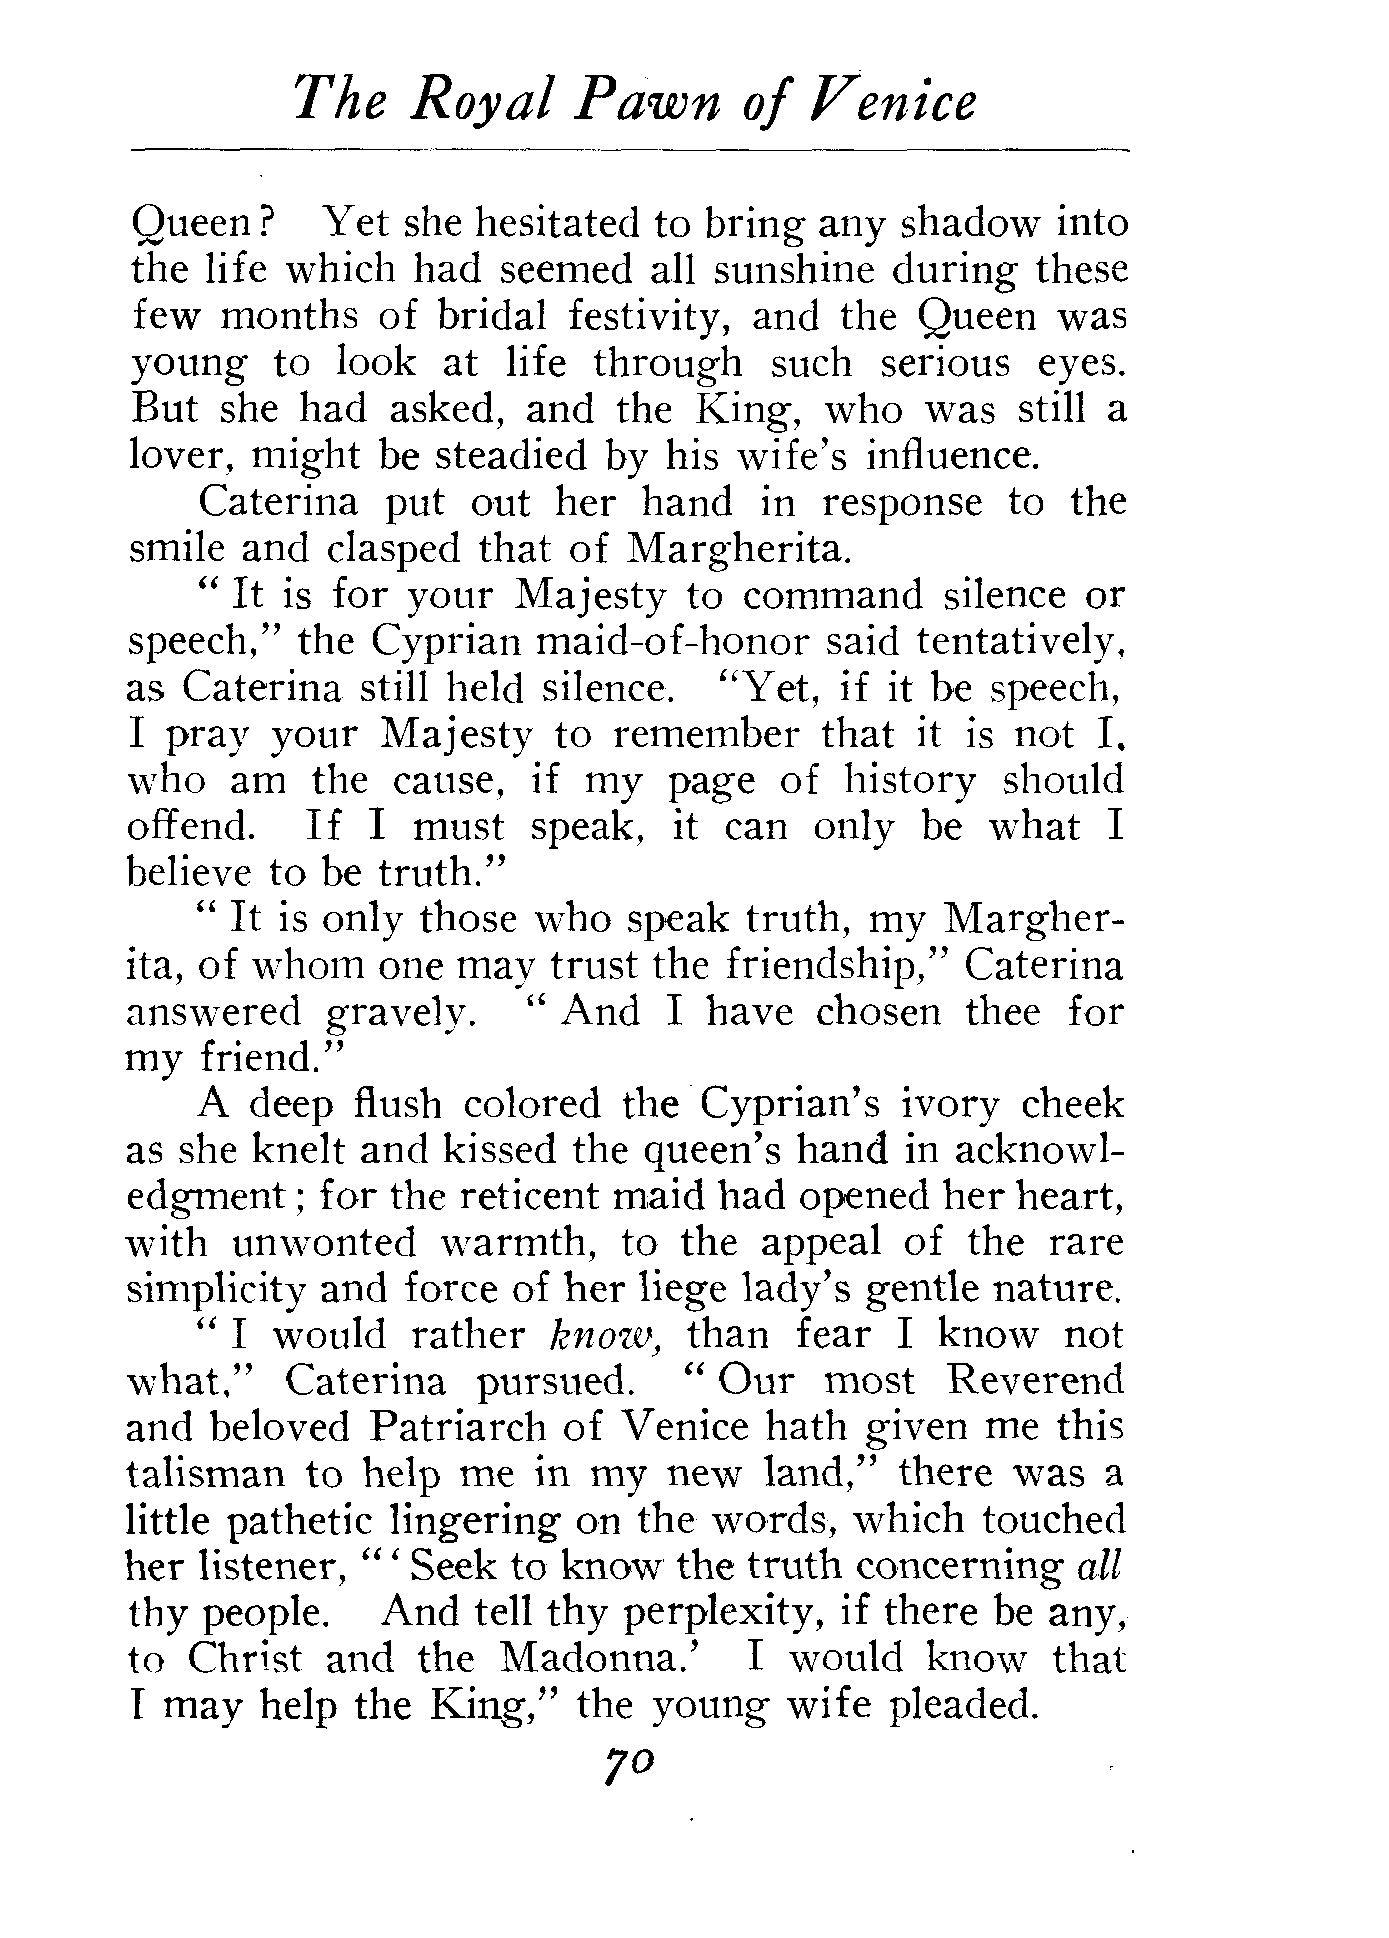 The Royal Pawn of Venice
Queen? Yet she hesitated to bring any shadow into
the life which had seemed all sunshine during these
few months of bridal festivity, and the Queen was
young to look at life through such serious eyes.
But she had asked, and the King, who was still a
lover, might be steadied by his wife's influence.
Caterina put out her hand in response to the
smile and clasped that of Margherita.
"It is for your Majesty to command silence or
speech," the Cyprian maid-of-honor said tentatively,
as Caterina still held silence. "Yet, if it be speech,
I pray your Majesty to remember that it is not I,
who am the cause, if my page of history should
offend. If I must speak, it can only be what I
believe to be truth."
"It is only those who speak truth, my Margher-
ita, of whom one may trust the friendship," Caterina
answered gravely. "And I have chosen thee for
my friend."
A deep flush colored the Cyprian's ivory cheek
as she knelt and kissed the queen's hand in acknowl-
edgment; for the reticent maid had opened her heart,
with unwonted warmth, to the appeal of the rare
simplicity and force of her liege lady's gentle nature.
"I would rather know, than fear I know not
what," Caterina pursued. "Our most Reverend
and beloved Patriarch of Venice hath given me this
talisman to help me in my new land," there was a
little pathetic lingering on the words, which touched
her listener, "'Seek to know the truth concerning all
thy people. And tell thy perplexity, if there be any,
to Christ and the Madonna.' I would know that
I may help the King," the young wife pleaded.
70